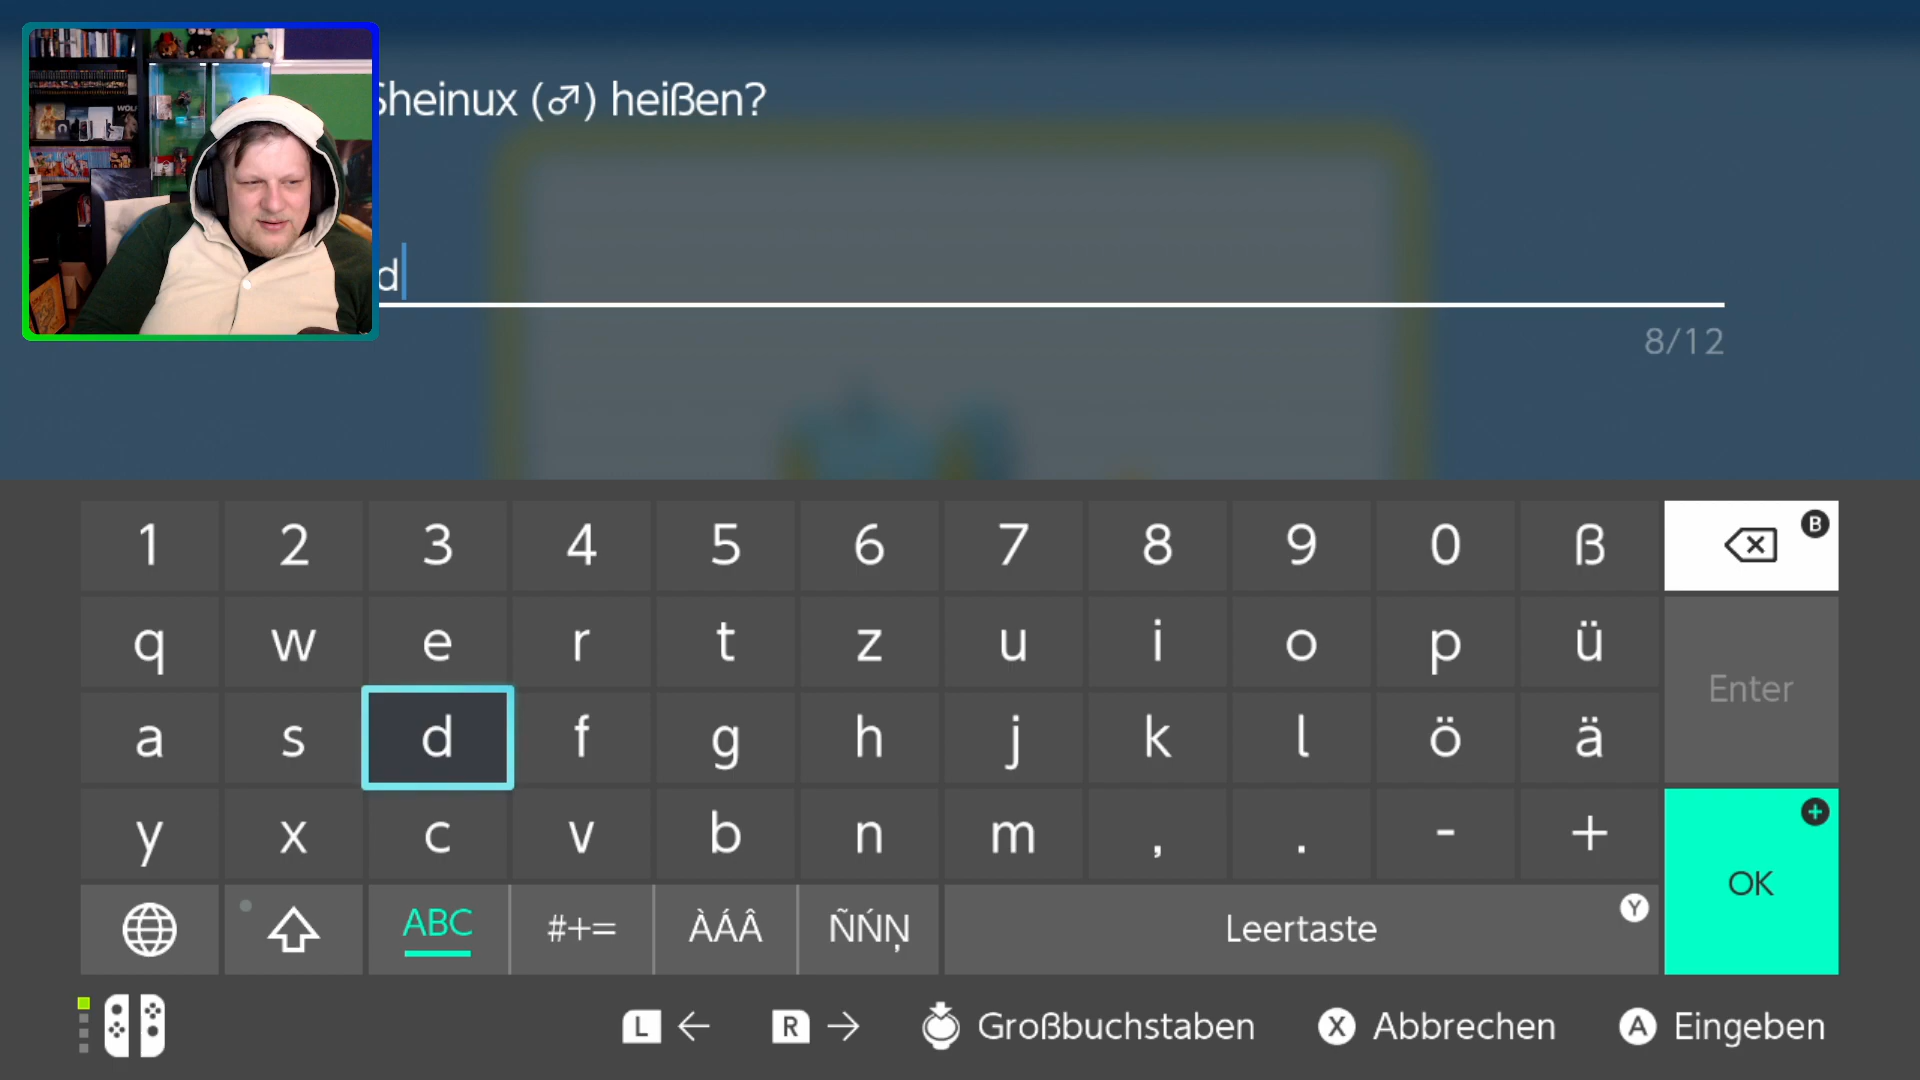 Sheinux (♂) heißen?
d
8/12
1 2 3 4 5 6 7 8 9 0 ß
q w e r t z u i o p ü
Enter
a s d f g h j k l ö ä
y x c v b n m , . - +
OK
ABC #+= ÀÁÂ ÑŃŅ Leertaste
L ← R → Großbuchstaben X Abbrechen A Eingeben